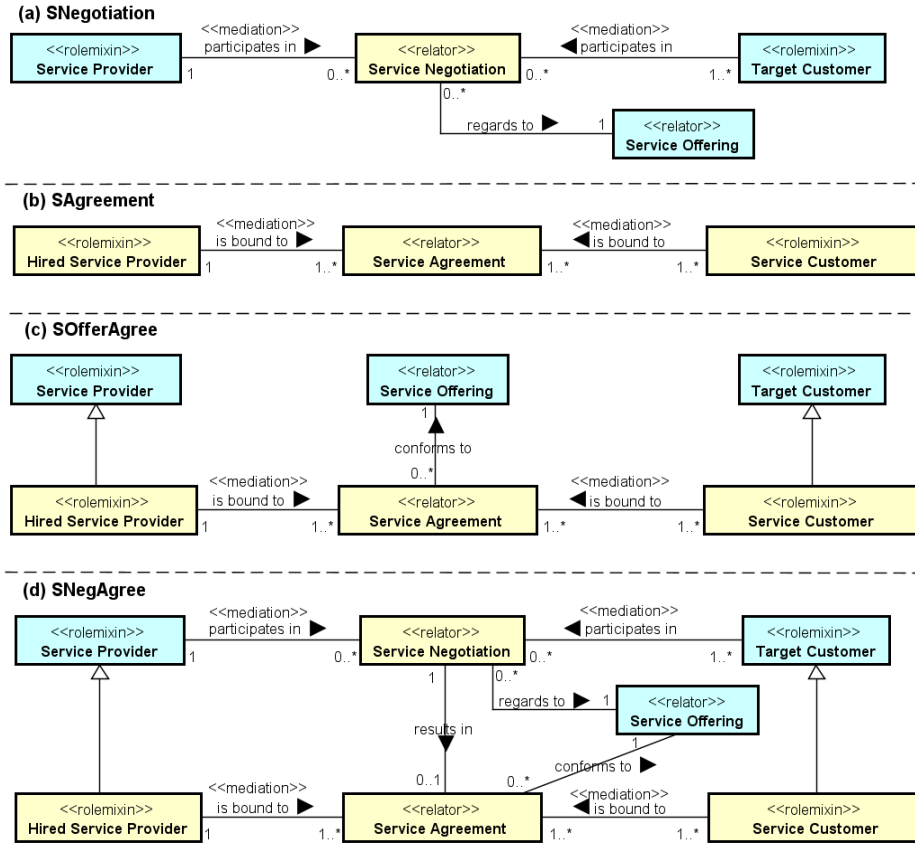 (a) SNegotiation
<<rolemixin>>
Service Provider
<<mediation>>
participates in
1
0..*
<<relator>>
Service Negotiation
<<mediation>>
participates in
0..*
1..*
<<rolemixin>>
Target Customer
0..*
regards to
1
<<relator>>
Service Offering
(b) SAgreement
<<rolemixin>>
Hired Service Provider
<<mediation>>
is bound to
1
1..*
<<relator>>
Service Agreement
<<mediation>>
is bound to
1..*
1..*
<<rolemixin>>
Service Customer
(c) SOfferAgree
<<rolemixin>>
Service Provider
<<relator>>
Service Offering
<<rolemixin>>
Target Customer
1
conforms to
0..*
<<rolemixin>>
Hired Service Provider
<<mediation>>
is bound to
1
1..*
<<relator>>
Service Agreement
<<mediation>>
is bound to
1..*
1..*
<<rolemixin>>
Service Customer
(d) SNegAgree
<<rolemixin>>
Service Provider
<<mediation>>
participates in
1
0..*
<<relator>>
Service Negotiation
<<mediation>>
participates in
0..*
1..*
<<rolemixin>>
Target Customer
1
0..*
regards to
1
<<relator>>
Service Offering
results in
1
conforms to
0..1
0..*
<<rolemixin>>
Hired Service Provider
<<mediation>>
is bound to
1
1..*
<<relator>>
Service Agreement
<<mediation>>
is bound to
1..*
1..*
<<rolemixin>>
Service Customer